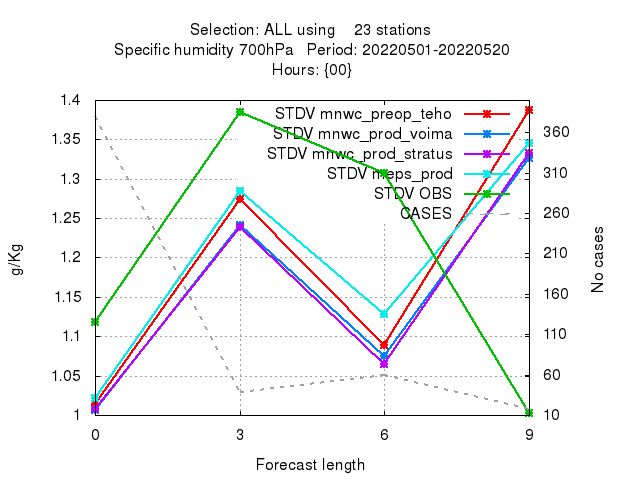 Selection: ALL using    23 stations
Specific humidity 700hPa   Period: 20220501-20220520
Hours: {00}
1.4
1.35
1.3
1.25
1.2
1.15
1.1
1.05
1
g/Kg
STDV mnwc_preop_teho
STDV mnwc_prod_voima
STDV mnwc_prod_stratus
STDV meps_prod
STDV OBS
CASES
360
310
260
210
160
110
60
10
No cases
0 3 6 9
Forecast length